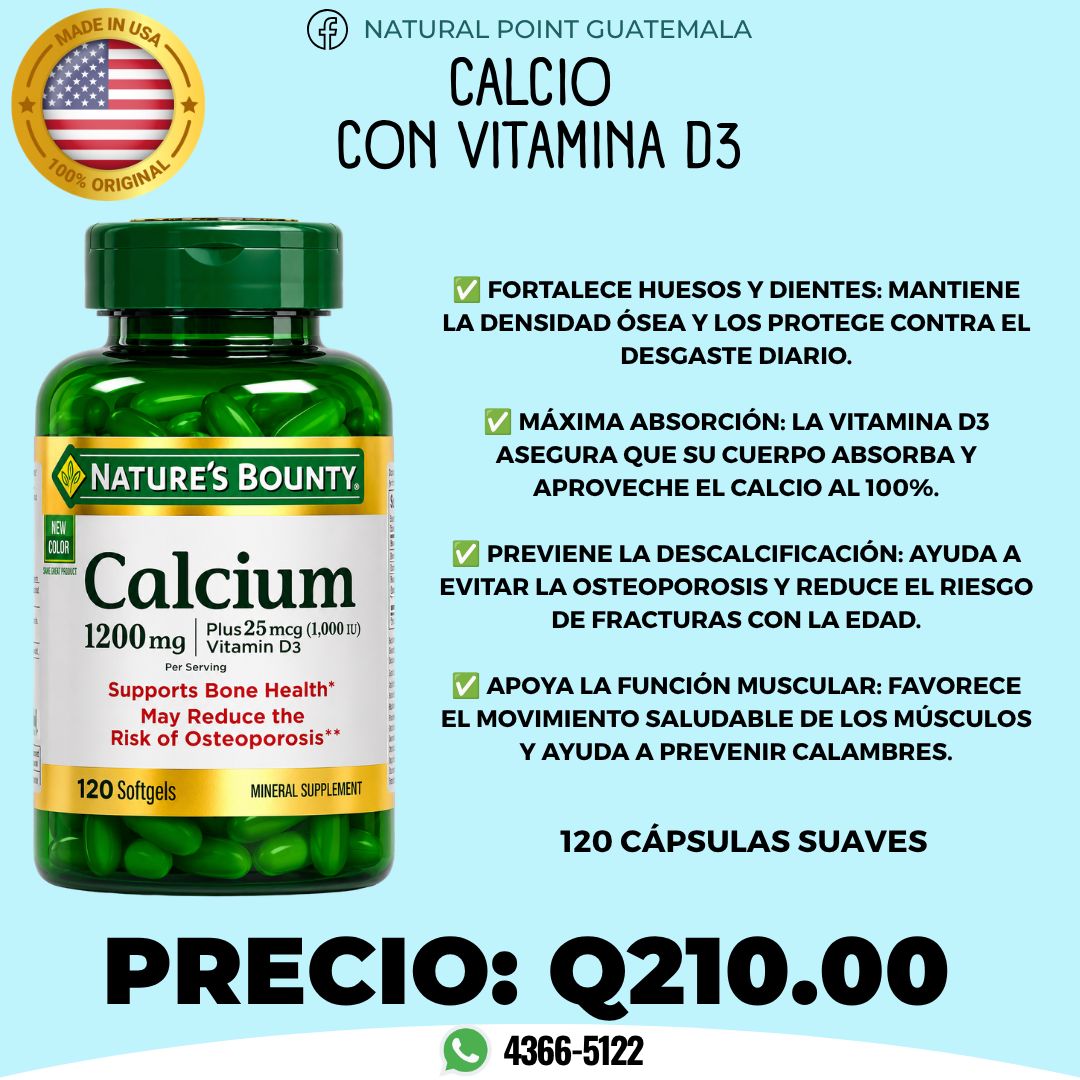 MADE IN USA
100% ORIGINAL
NATURAL POINT GUATEMALA
CALCIO
CON VITAMINA D3
✅ FORTALECE HUESOS Y DIENTES: MANTIENE
LA DENSIDAD ÓSEA Y LOS PROTEGE CONTRA EL
DESGASTE DIARIO.
✅ MÁXIMA ABSORCIÓN: LA VITAMINA D3
ASEGURA QUE SU CUERPO ABSORBA Y
APROVECHE EL CALCIO AL 100%.
✅ PREVIENE LA DESCALCIFICACIÓN: AYUDA A
EVITAR LA OSTEOPOROSIS Y REDUCE EL RIESGO
DE FRACTURAS CON LA EDAD.
✅ APOYA LA FUNCIÓN MUSCULAR: FAVORECE
EL MOVIMIENTO SALUDABLE DE LOS MÚSCULOS
Y AYUDA A PREVENIR CALAMBRES.
120 CÁPSULAS SUAVES
NATURE'S BOUNTY®
NEW
COLOR
SAME GREAT PRODUCT
Calcium
1200 mg
Plus 25 mcg (1,000 IU)
Vitamin D3
Per Serving
Supports Bone Health*
May Reduce the
Risk of Osteoporosis**
120 Softgels
MINERAL SUPPLEMENT
PRECIO: Q210.00
4366-5122